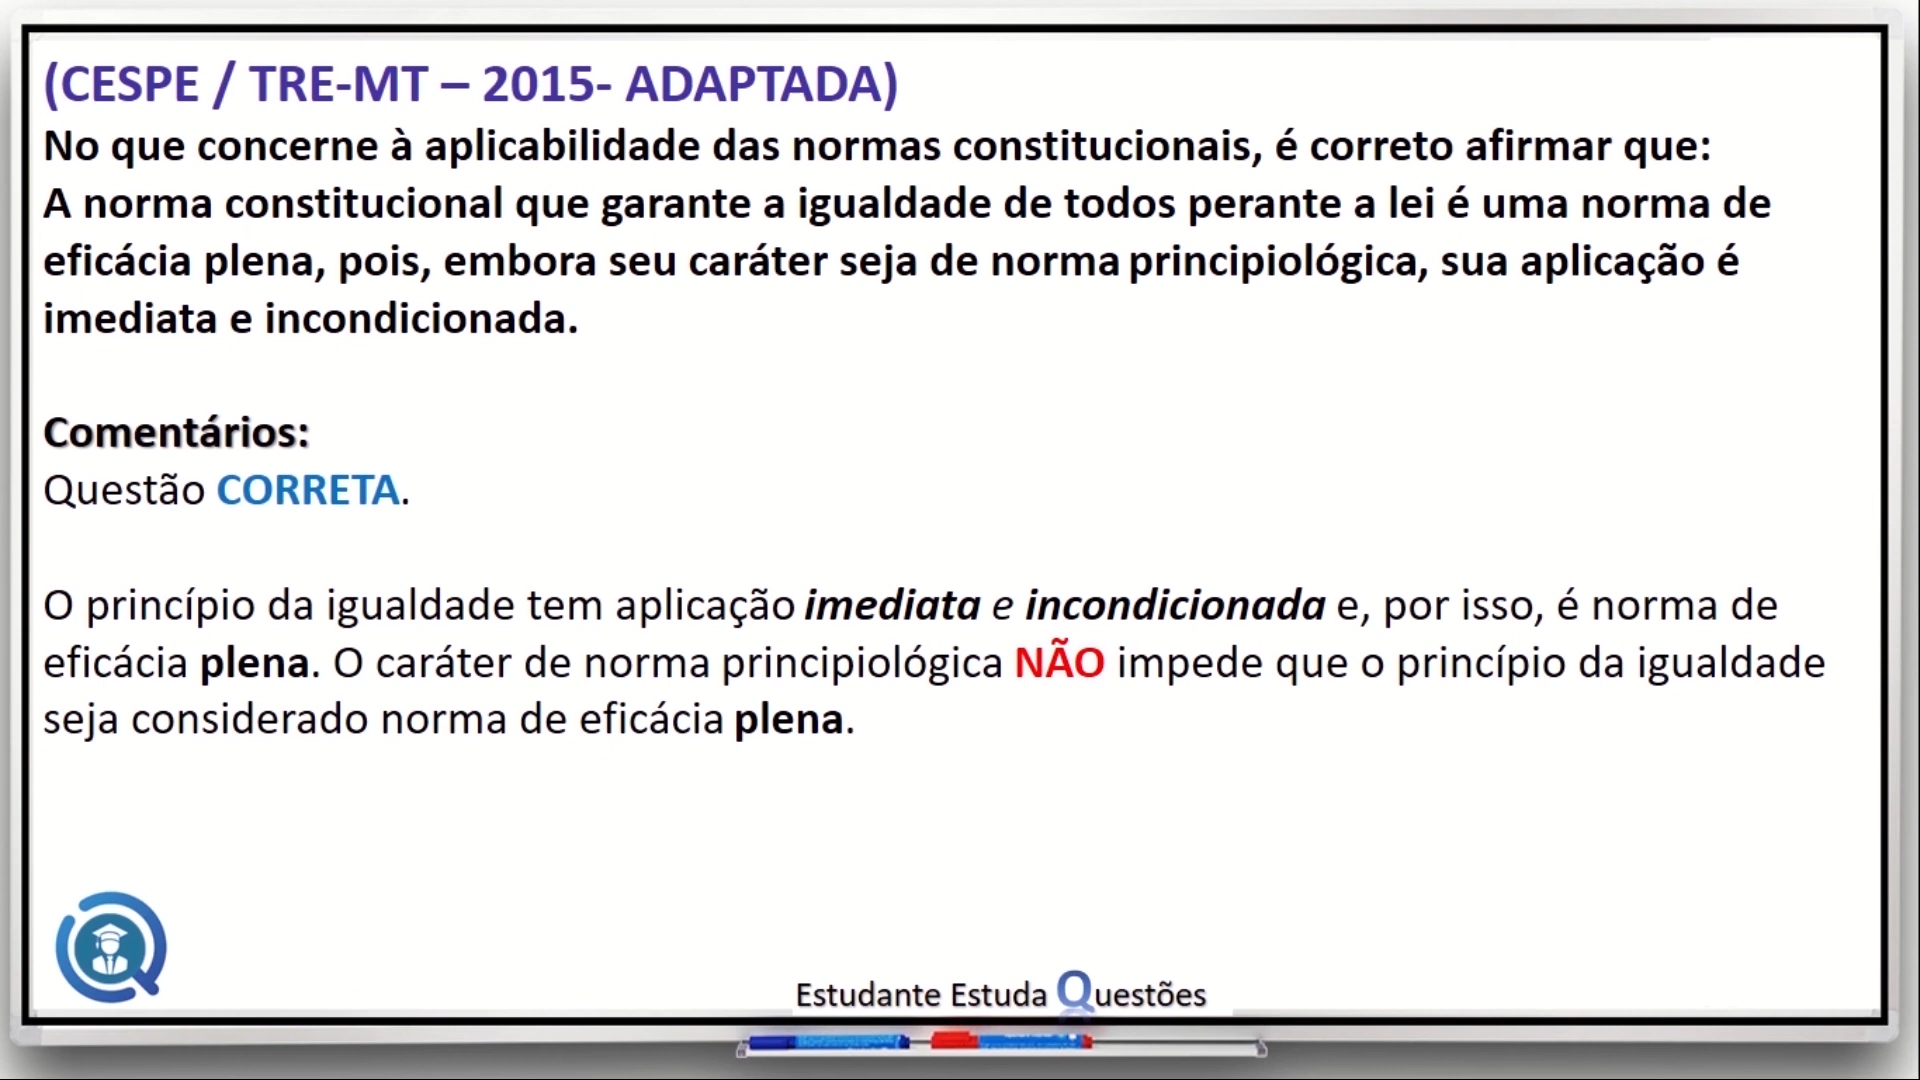 (CESPE / TRE-MT – 2015- ADAPTADA)
No que concerne à aplicabilidade das normas constitucionais, é correto afirmar que:
A norma constitucional que garante a igualdade de todos perante a lei é uma norma de
eficácia plena, pois, embora seu caráter seja de norma principiológica, sua aplicação é
imediata e incondicionada.
Comentários:
Questão CORRETA.
O princípio da igualdade tem aplicação imediata e incondicionada e, por isso, é norma de
eficácia plena. O caráter de norma principiológica NÃO impede que o princípio da igualdade
seja considerado norma de eficácia plena.
Estudante Estuda Questões